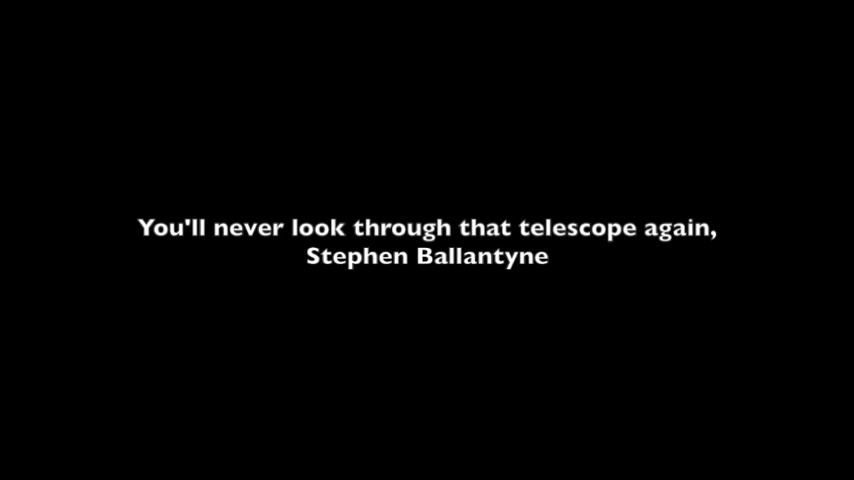 You'll never look through that telescope again,
Stephen Ballantyne